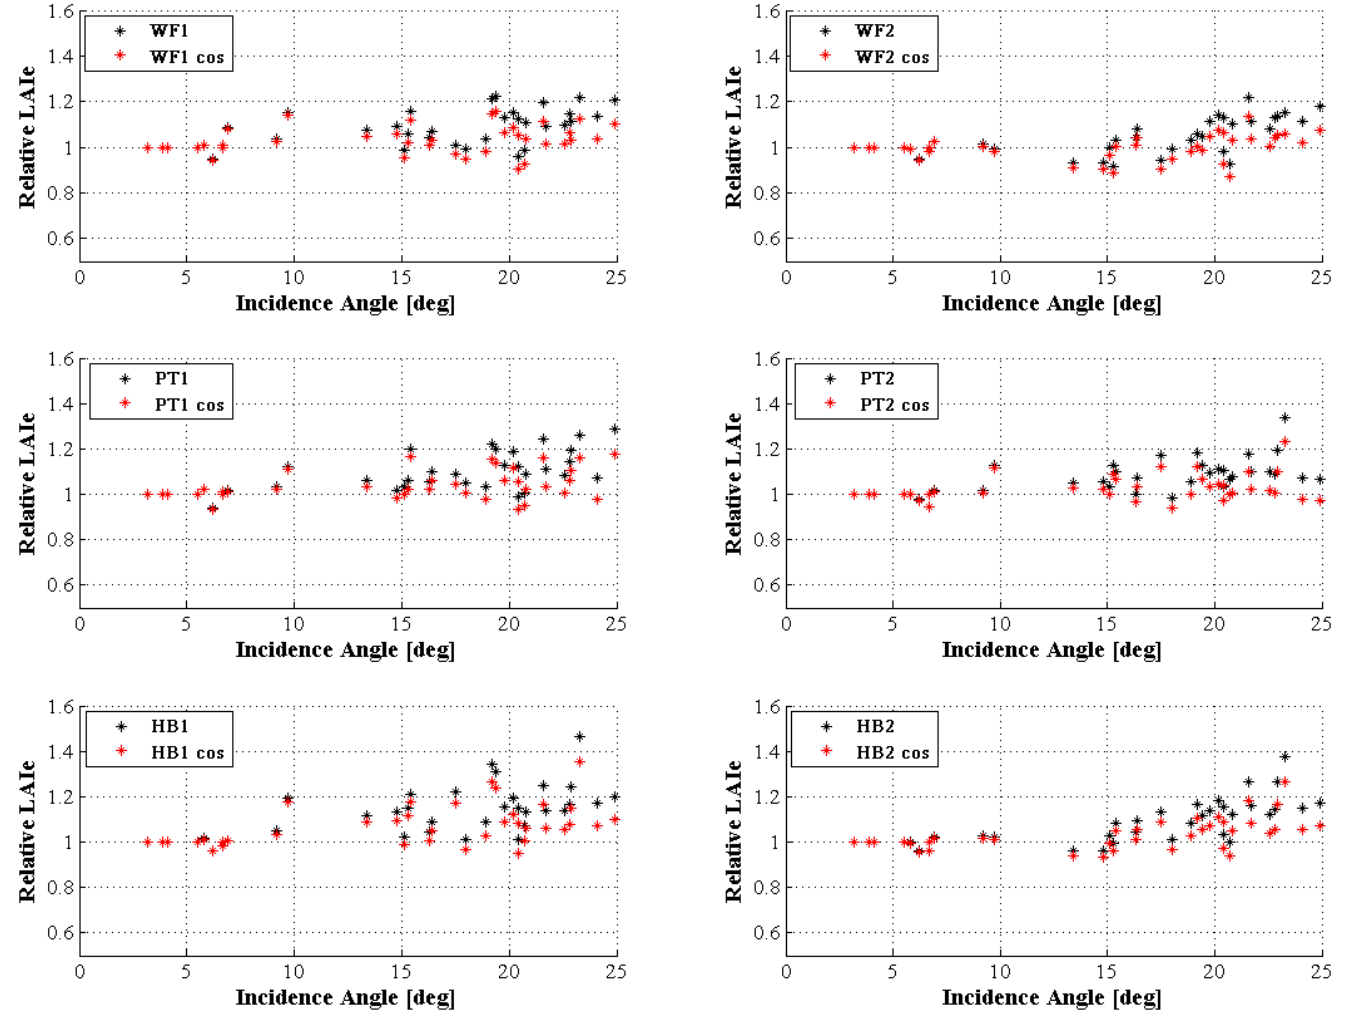 1.6
1.4
1.2
1
0.8
0.6
Relative LAIe
WF1
WF1 cos
0 5 10 15 20 25
Incidence Angle [deg]
1.6
1.4
1.2
1
0.8
0.6
Relative LAIe
WF2
WF2 cos
0 5 10 15 20 25
Incidence Angle [deg]
1.6
1.4
1.2
1
0.8
0.6
Relative LAIe
PT1
PT1 cos
0 5 10 15 20 25
Incidence Angle [deg]
1.6
1.4
1.2
1
0.8
0.6
Relative LAIe
PT2
PT2 cos
0 5 10 15 20 25
Incidence Angle [deg]
1.6
1.4
1.2
1
0.8
0.6
Relative LAIe
HB1
HB1 cos
0 5 10 15 20 25
Incidence Angle [deg]
1.6
1.4
1.2
1
0.8
0.6
Relative LAIe
HB2
HB2 cos
0 5 10 15 20 25
Incidence Angle [deg]